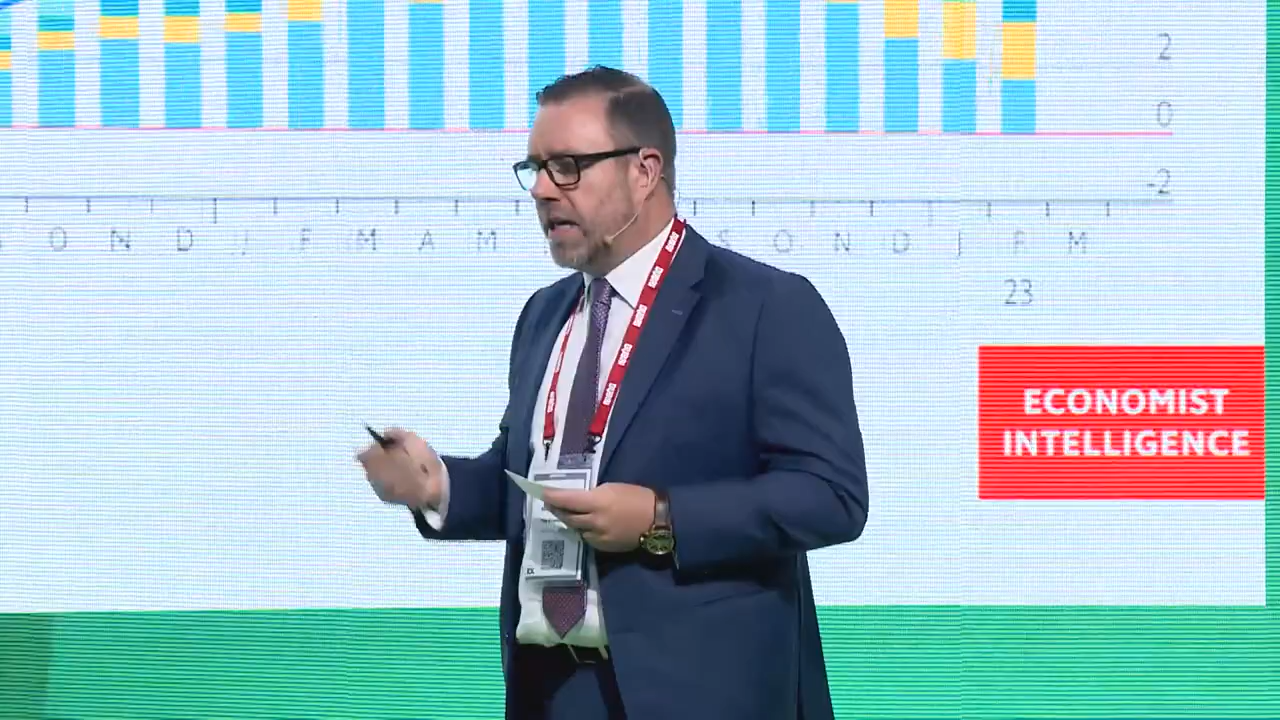 2
0
-2
O N D J F M A M S O N D J F M
23
ECONOMIST
INTELLIGENCE